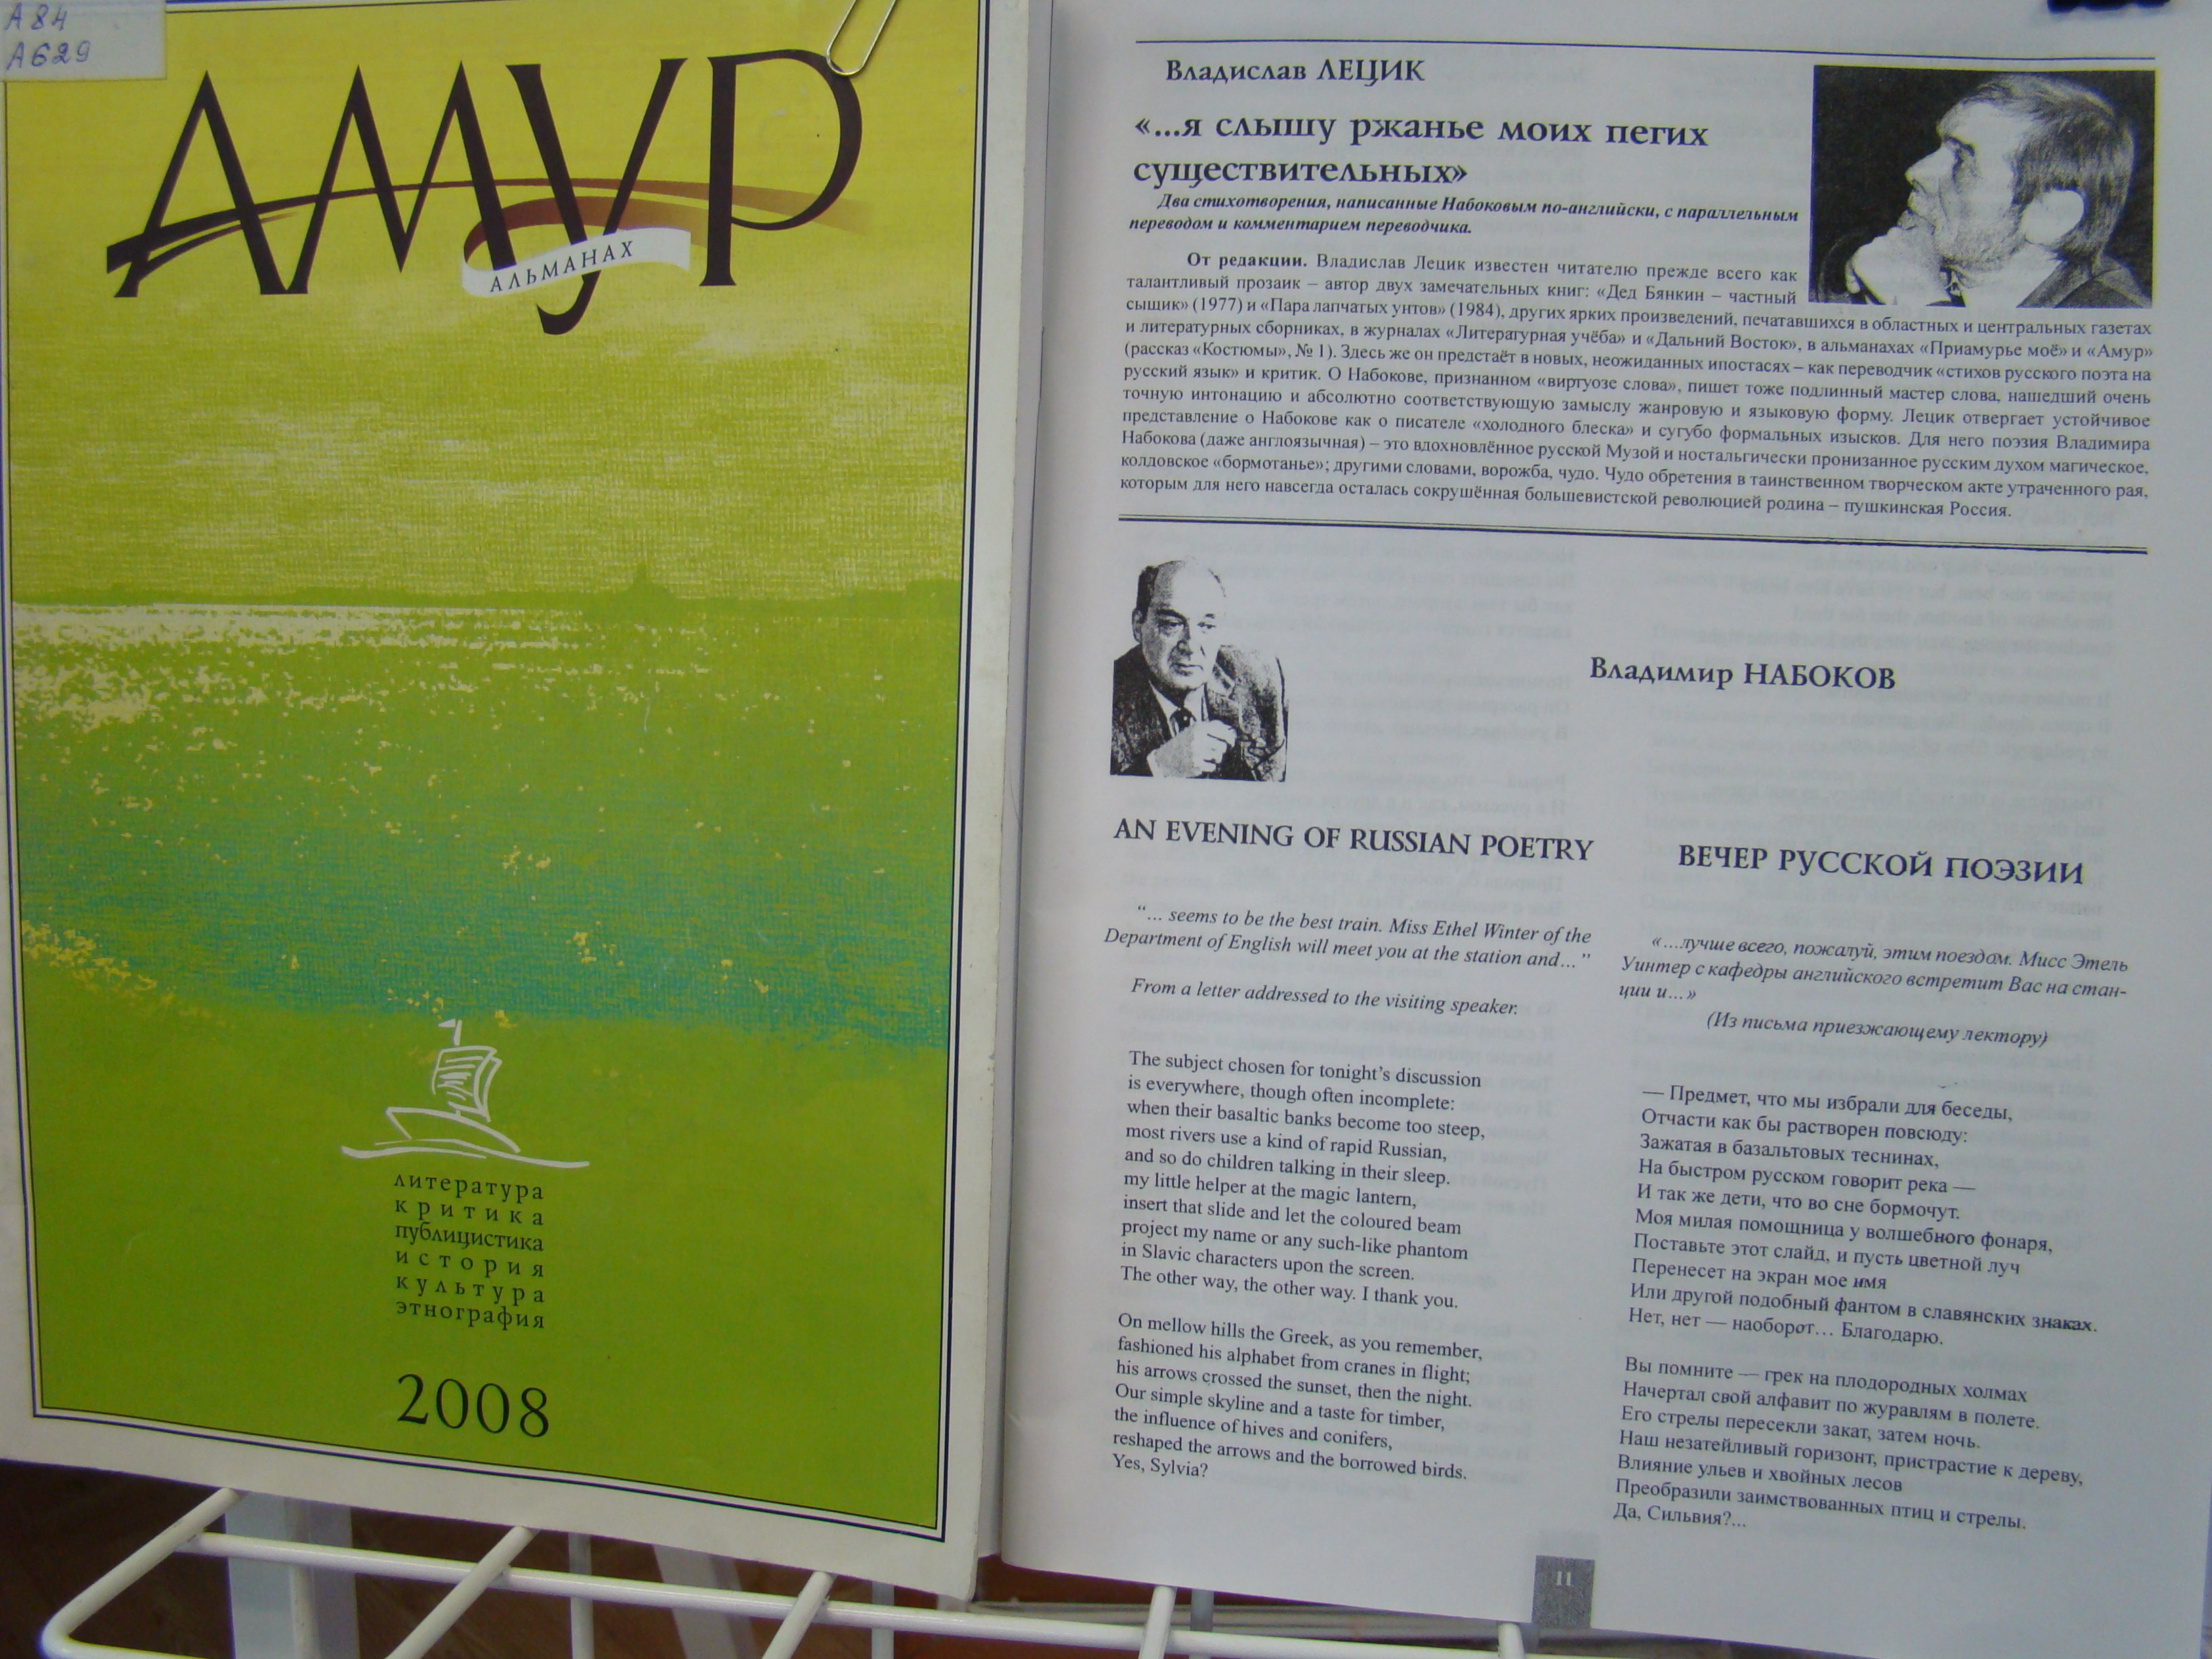 А 84
А629
АМУР
АЛЬМАНАХ
литература
критика
публицистика
история
культура
этнография
2008
Владислав ЛЕЦИК
«...я слышу ржанье моих пегих
существительных»
Два стихотворения, написанные Набоковым по-английски, с параллельным
переводом и комментарием переводчика.
От редакции. Владислав Лецик известен читателю прежде всего как
талантливый прозаик – автор двух замечательных книг: «Дед Бянкин – частный
сыщик» (1977) и «Пара лапчатых унтов» (1984), других ярких произведений, печатавшихся в областных и центральных газетах
и литературных сборниках, в журналах «Литературная учёба» и «Дальний Восток», в альманахах «Приамурье моё» и «Амур»
(рассказ «Костюмы», № 1). Здесь же он предстаёт в новых, неожиданных ипостасях – как переводчик «стихов русского поэта на
русский язык» и критик. О Набокове, признанном «виртуозе слова», пишет тоже подлинный мастер слова, нашедший очень
точную интонацию и абсолютно соответствующую замыслу жанровую и языковую форму. Лецик отвергает устойчивое
представление о Набокове как о писателе «холодного блеска» и сугубо формальных изысков. Для него поэзия Владимира
Набокова (даже англоязычная) – это вдохновлённое русской Музой и ностальгически пронизанное русским духом магическое,
колдовское «бормотанье»; другими словами, ворожба, чудо. Чудо обретения в таинственном творческом акте утраченного рая,
которым для него навсегда осталась сокрушённая большевистской революцией родина – пушкинская Россия.
Владимир НАБОКОВ
AN EVENING OF RUSSIAN POETRY
“... seems to be the best train. Miss Ethel Winter of the
Department of English will meet you at the station and...”
From a letter addressed to the visiting speaker.
The subject chosen for tonight’s discussion
is everywhere, though often incomplete:
when their basaltic banks become too steep,
most rivers use a kind of rapid Russian,
and so do children talking in their sleep.
my little helper at the magic lantern,
insert that slide and let the coloured beam
project my name or any such-like phantom
in Slavic characters upon the screen.
The other way, the other way. I thank you.
On mellow hills the Greek, as you remember,
fashioned his alphabet from cranes in flight;
his arrows crossed the sunset, then the night.
Our simple skyline and a taste for timber,
the influence of hives and conifers,
reshaped the arrows and the borrowed birds.
Yes, Sylvia?
ВЕЧЕР РУССКОЙ ПОЭЗИИ
«....лучше всего, пожалуй, этим поездом. Мисс Этель
Уинтер с кафедры английского встретит Вас на стан-
ции и...»
(Из письма приезжающему лектору)
— Предмет, что мы избрали для беседы,
Отчасти как бы растворен повсюду:
Зажатая в базальтовых теснинах,
На быстром русском говорит река —
И так же дети, что во сне бормочут.
Моя милая помощница у волшебного фонаря,
Поставьте этот слайд, и пусть цветной луч
Перенесет на экран мое имя
Или другой подобный фантом в славянских знаках.
Нет, нет — наоборот... Благодарю.
Вы помните — грек на плодородных холмах
Начертал свой алфавит по журавлям в полете.
Его стрелы пересекли закат, затем ночь.
Наш незатейливый горизонт, пристрастие к дереву,
Влияние ульев и хвойных лесов
Преобразили заимствованных птиц и стрелы.
Да, Сильвия?...
11